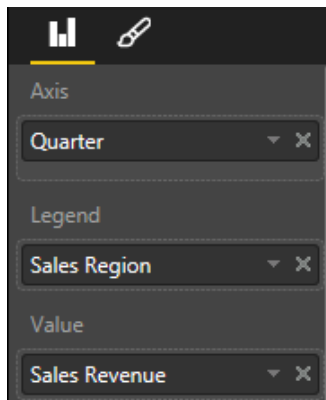 Axis
Quarter
Legend
Sales Region
Value
Sales Revenue